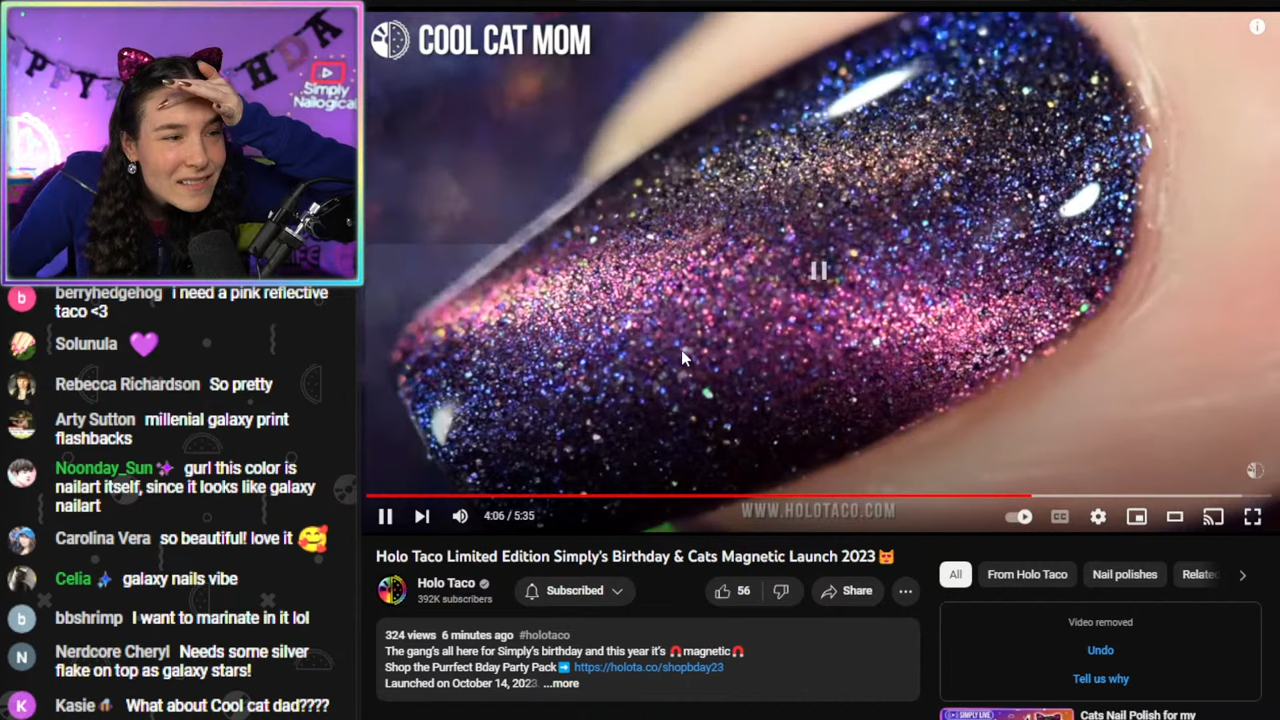 HDA
PPY
Simply
Nailogical
berryhedgehog i need a pink reflective
taco <3
Solunula 💜
Rebecca Richardson So pretty
Arty Sutton millenial galaxy print
flashbacks
Noonday_Sun gurl this color is
nailart itself, since it looks like galaxy
nailart
Carolina Vera so beautiful! love it 🥰
Celia galaxy nails vibe
bbshrimp I want to marinate in it lol
Nerdcore Cheryl Needs some silver
flake on top as galaxy stars!
Kasie What about Cool cat dad????
COOL CAT MOM
4:06 / 5:35
CC
WWW.HOLOTACO.COM
Holo Taco Limited Edition Simply's Birthday & Cats Magnetic Launch 2023😻
Holo Taco
392K subscribers
Subscribed
56
Share
324 views 6 minutes ago #holotaco
The gang's all here for Simply's birthday and this year it's 🧲magnetic🧲
Shop the Purrfect Bday Party Pack➡️ https://holota.co/shopbday23
Launched on October 14, 2023. ...more
All
From Holo Taco
Nail polishes
Related
Video removed
Undo
Tell us why
SIMPLY LIVE
Cats Nail Polish for my